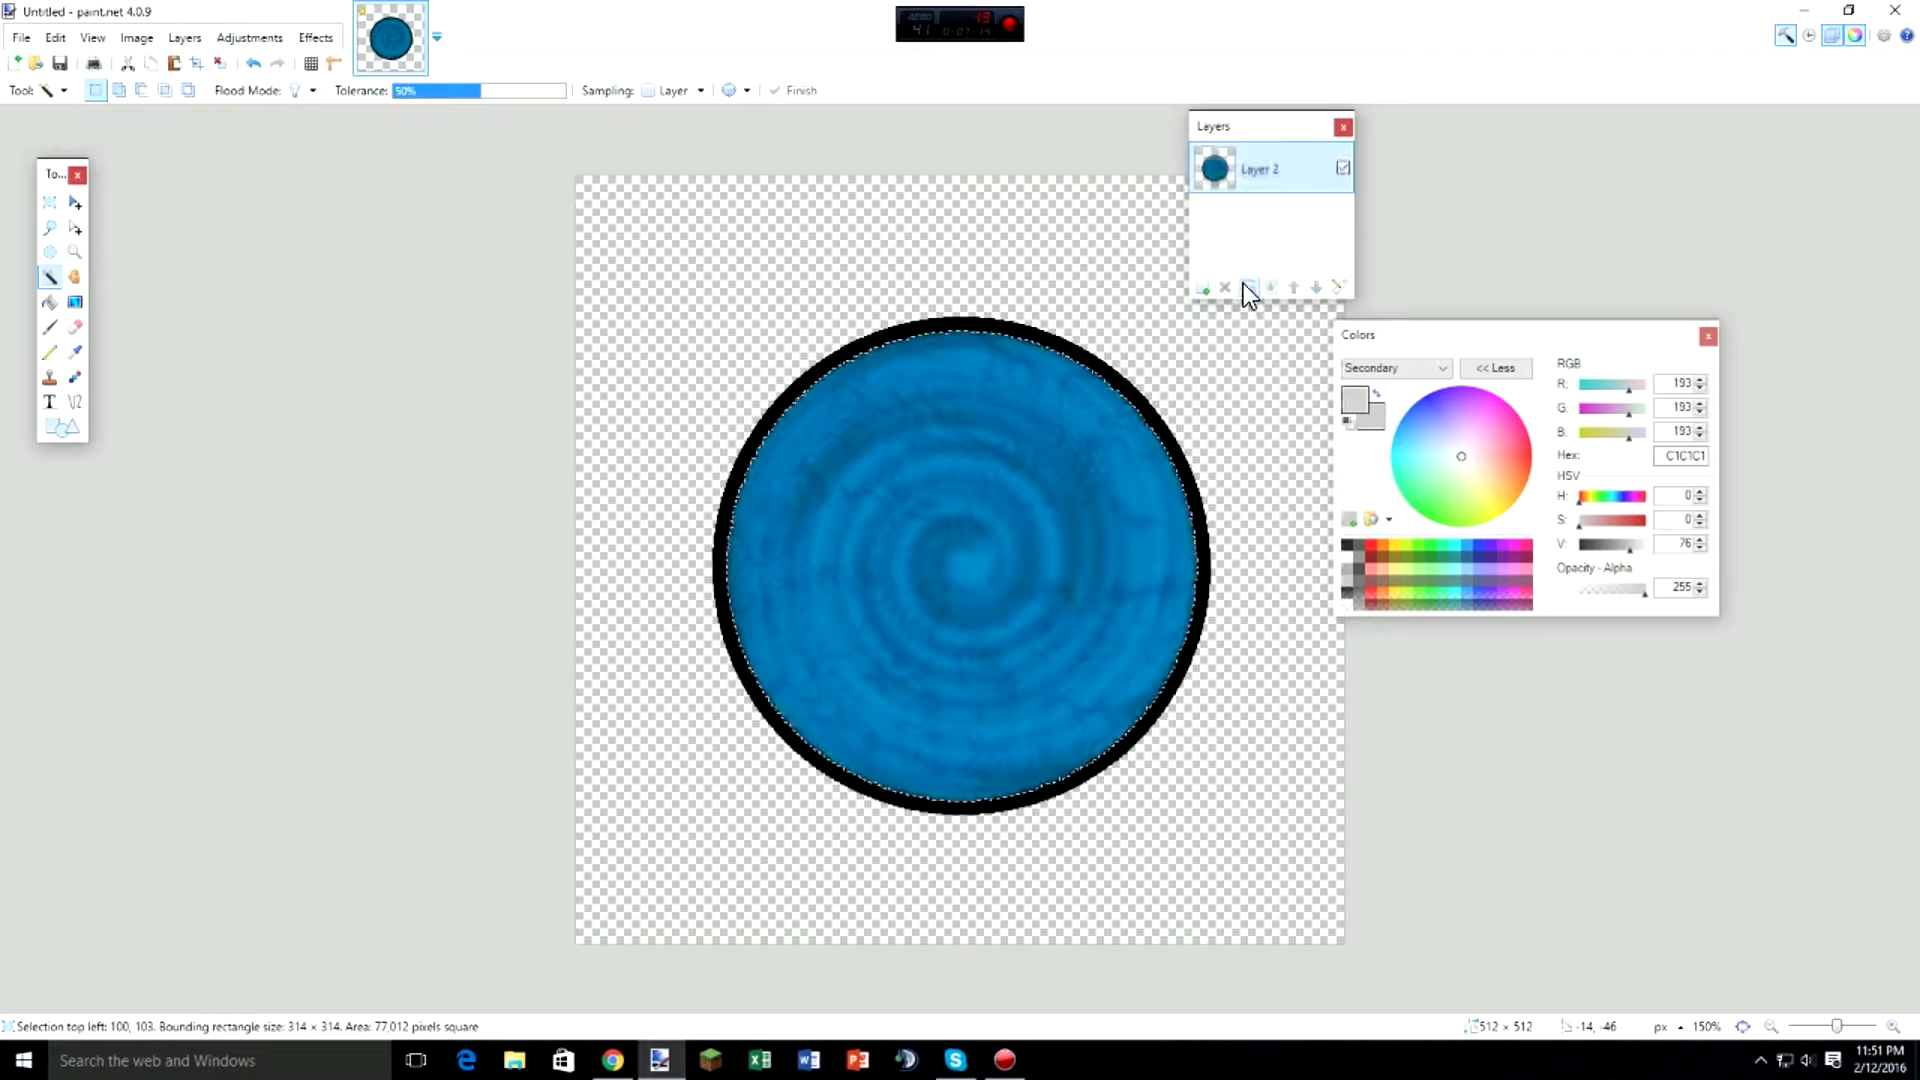 Untitled - paint.net 4.0.9
File Edit View Image Layers Adjustments Effects
Tool: Flood Mode: Tolerance: 50% Sampling: Layer Finish
Layers
Layer 2
To...
Colors
Secondary << Less
RGB
R: 193
G: 193
B: 193
Hex: C1C1C1
HSV
H: 0
S: 0
V: 76
Opacity - Alpha
255
Selection top left: 100, 103. Bounding rectangle size: 314 × 314. Area: 77,012 pixels square
512 × 512 -14, -46 px 150%
Search the web and Windows
11:51 PM
2/12/2016